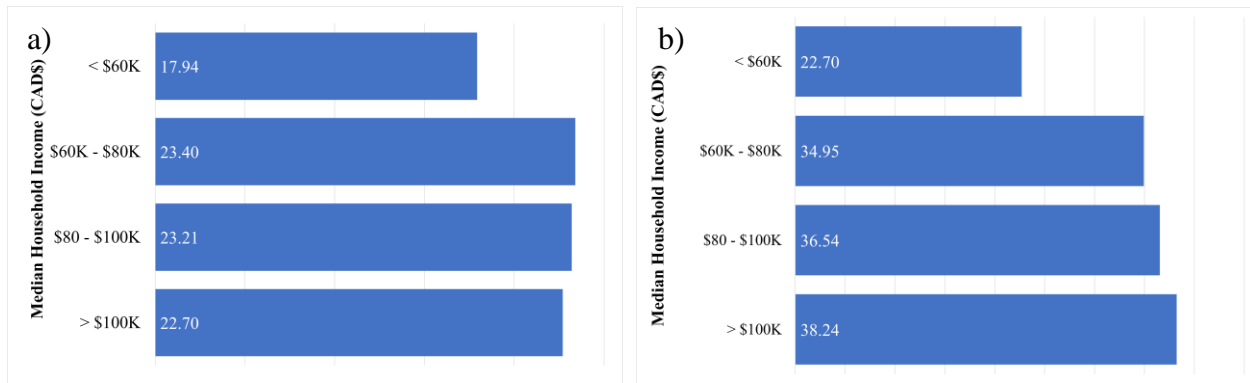 a)
Median Household Income (CAD$)
< $60K
17.94
$60K - $80K
23.40
$80 - $100K
23.21
> $100K
22.70
b)
Median Household Income (CAD$)
< $60K
22.70
$60K - $80K
34.95
$80 - $100K
36.54
> $100K
38.24